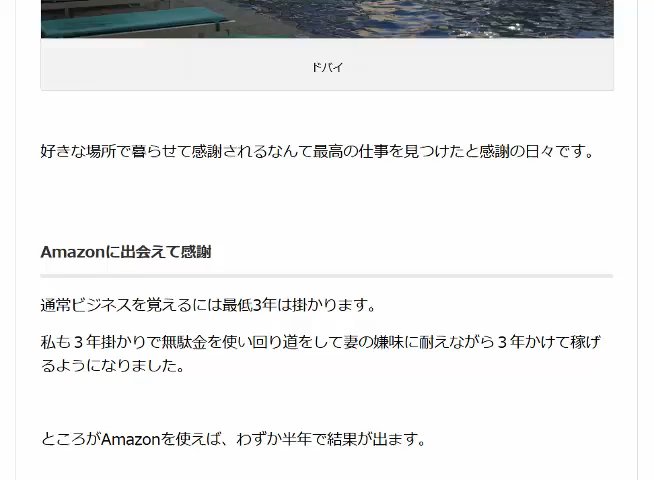 ドバイ
好きな場所で暮らせて感謝されるなんて最高の仕事を見つけたと感謝の日々です。
Amazonに出会えて感謝
通常ビジネスを覚えるには最低3年は掛かります。
私も３年掛かりで無駄金を使い回り道をして妻の嫌味に耐えながら３年かけて稼げ
るようになりました。
ところがAmazonを使えば、わずか半年で結果が出ます。